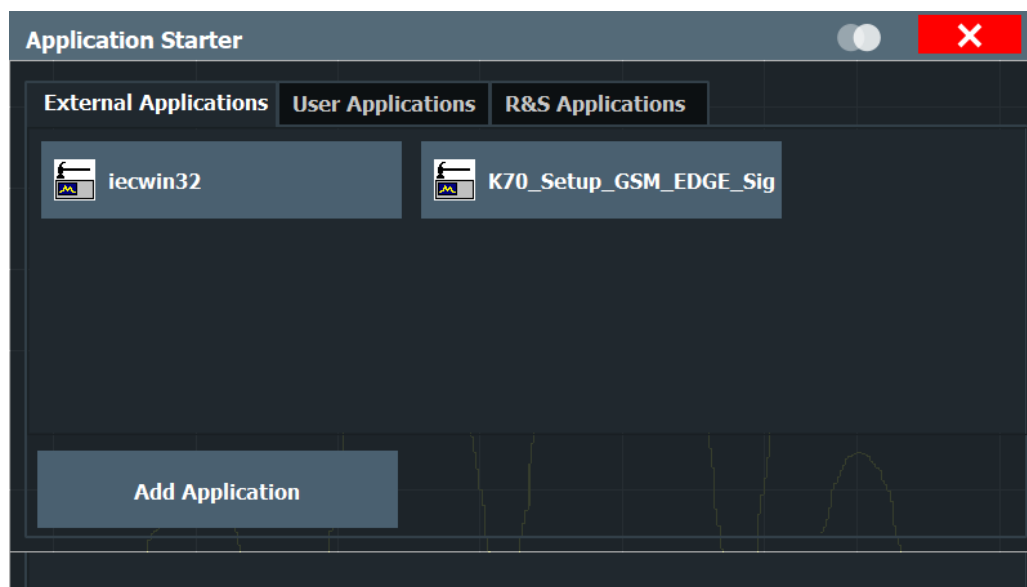 Application Starter
External Applications User Applications R&S Applications
iecwin32 K70_Setup_GSM_EDGE_Sig
Add Application